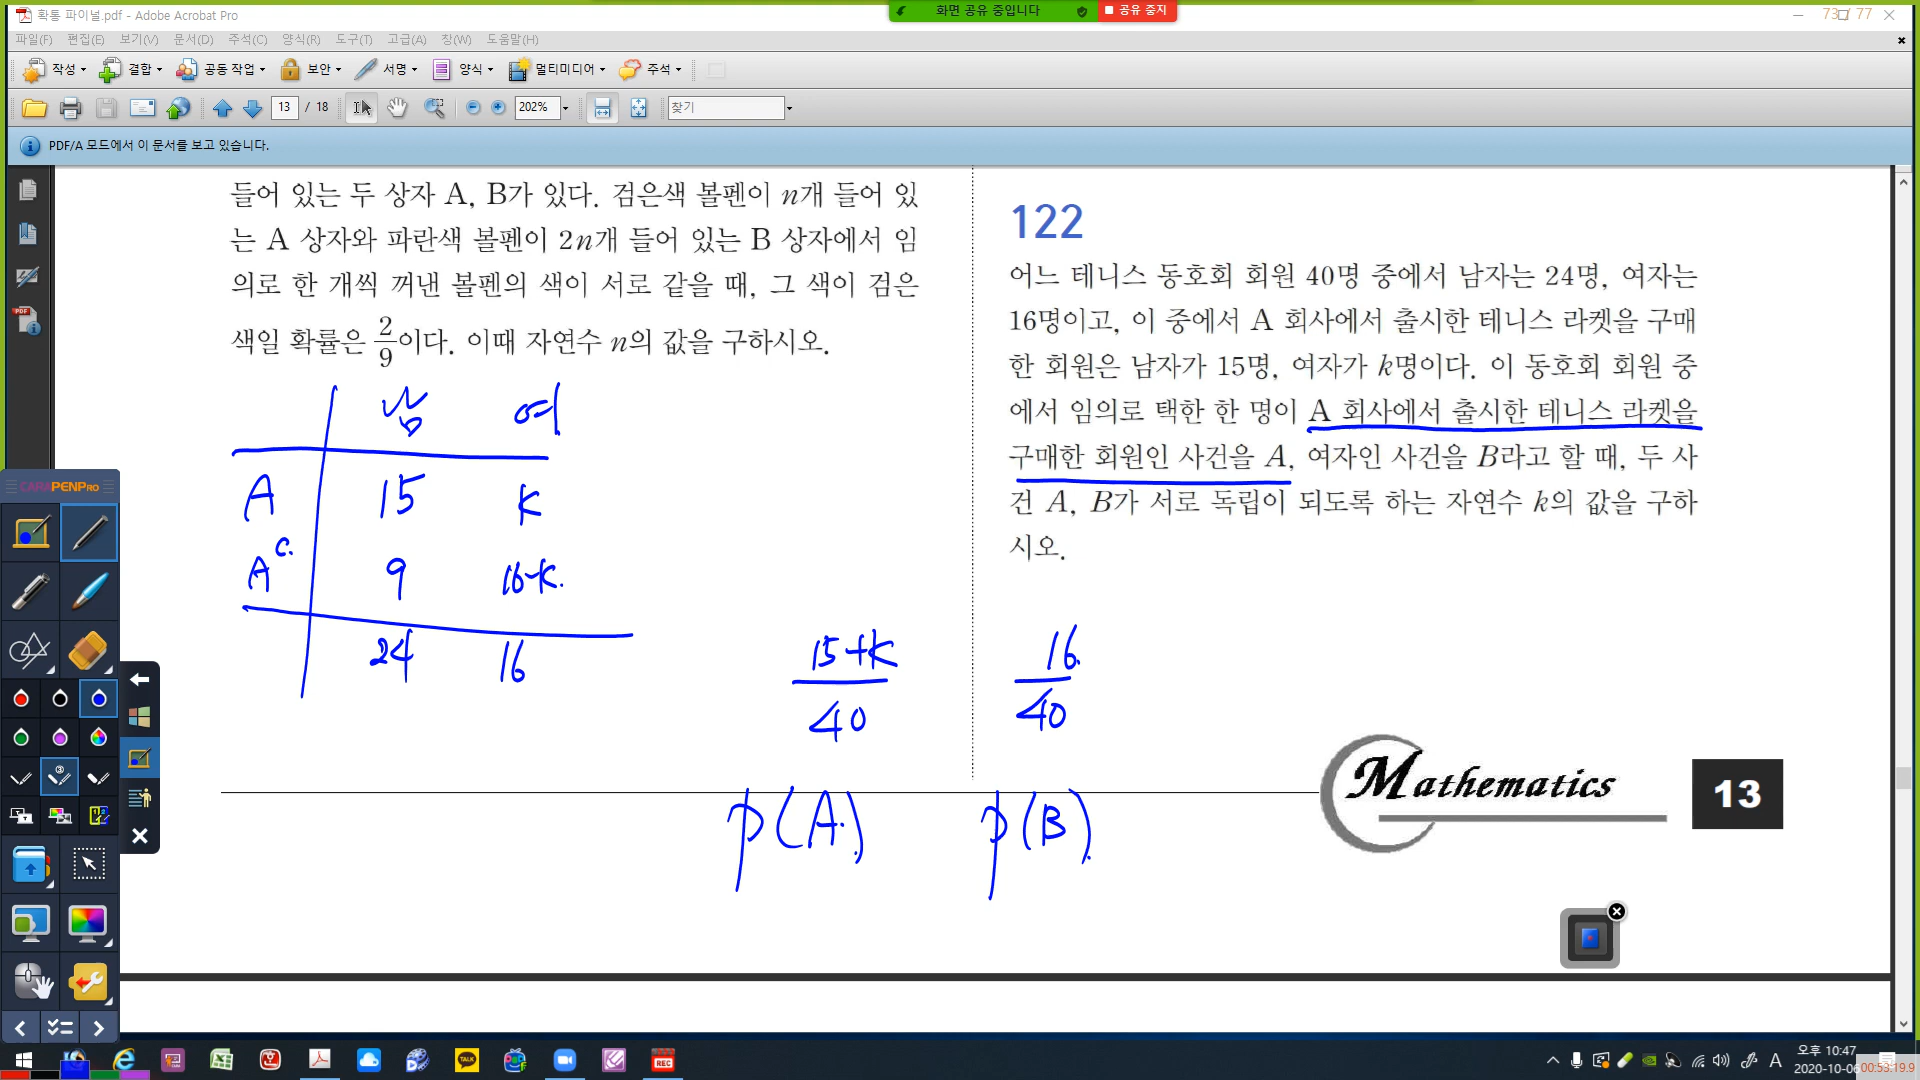 확통 파이널.pdf - Adobe Acrobat Pro
화면 공유 중입니다
공유 중지
73 / 77
파일(F) 편집(E) 보기(V) 문서(D) 주석(C) 양식(R) 도구(T) 고급(A) 창(W) 도움말(H)
작성 결합 공동 작업 보안 서명 양식 멀티미디어 주석
13 / 18 202% 찾기
PDF/A 모드에서 이 문서를 보고 있습니다.
들어 있는 두 상자 A, B가 있다. 검은색 볼펜이 n개 들어 있
는 A 상자와 파란색 볼펜이 2n개 들어 있는 B 상자에서 임
의로 한 개씩 꺼낸 볼펜의 색이 서로 같을 때, 그 색이 검은
색일 확률은 2/9이다. 이때 자연수 n의 값을 구하시오.
남 여
A 15 k
A^c. 9 16-k.
24 16
122
어느 테니스 동호회 회원 40명 중에서 남자는 24명, 여자는
16명이고, 이 중에서 A 회사에서 출시한 테니스 라켓을 구매
한 회원은 남자가 15명, 여자가 k명이다. 이 동호회 회원 중
에서 임의로 택한 한 명이 A 회사에서 출시한 테니스 라켓을
구매한 회원인 사건을 A, 여자인 사건을 B라고 할 때, 두 사
건 A, B가 서로 독립이 되도록 하는 자연수 k의 값을 구하
시오.
15+k 16
40 40
P(A) P(B)
Mathematics
13
CARAPENPRO
오후 10:47
2020-10-06
00:53:19.9